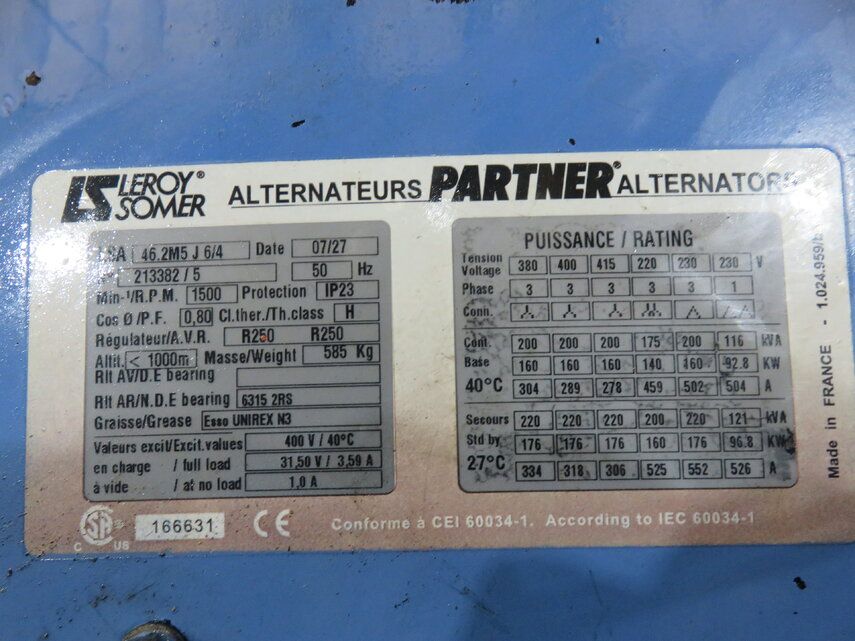 LS LEROY® SOMER ALTERNATEURS PARTNER® ALTERNATORS
LSA 46.2M5 J 6/4 Date 07/27
213382 / 5 50 Hz
Min-¹/R.P.M. 1500 Protection IP23
Cos Ø /P.F. 0,80 Cl.ther./Th.class H
Régulateur/A.V.R. R250 R250
Altit. < 1000m Masse/Weight 585 Kg
Rlt AV/D.E bearing
Rlt AR/N.D.E bearing 6315 2RS
Graisse/Grease Esso UNIREX N3
Valeurs excit/Excit.values 400 V / 40°C
en charge / full load 31,50 V / 3,59 A
à vide / at no load 1,0 A
PUISSANCE / RATING
Tension
Voltage 380 400 415 220 230 230 V
Phase 3 3 3 3 3 1
Conn.
Cont. 200 200 200 175 200 116 kVA
Base 160 160 160 140 160 92.8 KW
40°C 304 289 278 459 502 504 A
Secours 220 220 220 200 220 121 kVA
Std by 176 176 176 160 176 96.8 KW
27°C 334 318 306 525 552 526 A
C SA US 166631 CE Conforme à CEI 60034-1. According to IEC 60034-1
Made in FRANCE - 1.024.959/